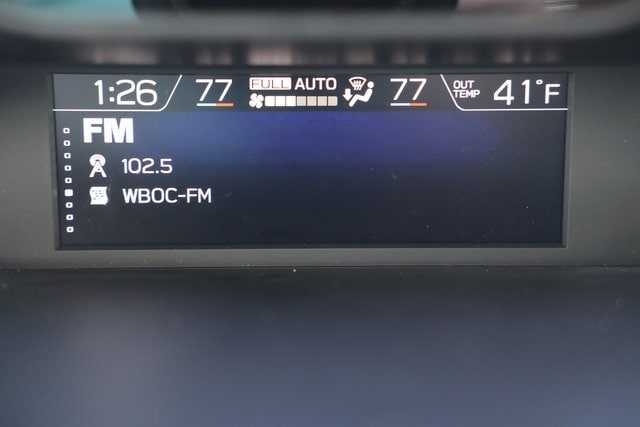 1:26 77 FULL AUTO 77 OUT TEMP 41°F
FM
102.5
WBOC-FM